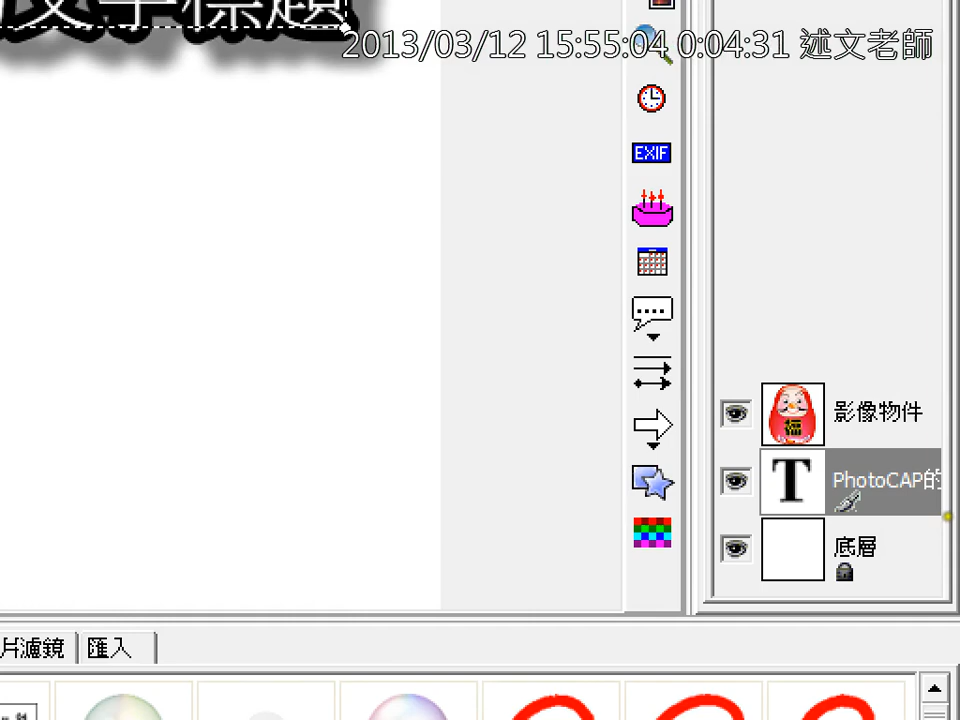 文字標題
2013/03/12 15:55:04 0:04:31 述文老師
EXIF
福
影像物件
T
PhotoCAP的
底層
片濾鏡
匯入